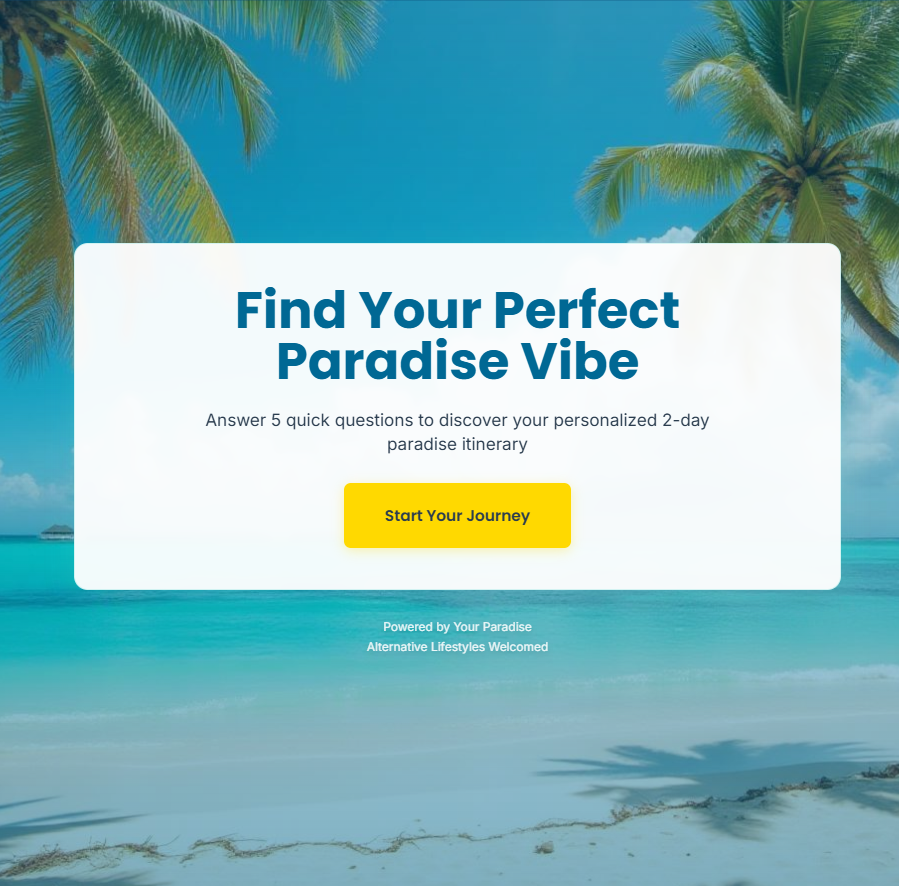 Find Your Perfect
Paradise Vibe
Answer 5 quick questions to discover your personalized 2-day
paradise itinerary
Start Your Journey
Powered by Your Paradise
Alternative Lifestyles Welcomed